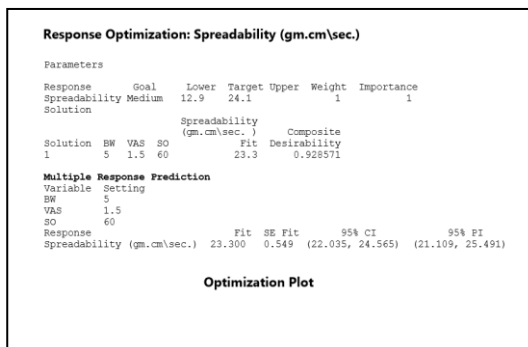 Response Optimization: Spreadability (gm.cm\sec.)
Parameters
Response Goal Lower Target Upper Weight Importance
Spreadability Medium 12.9 24.1 1 1
Solution
Spreadability
(gm.cm\sec. ) Composite
Solution BW VAS SO Fit Desirability
1 5 1.5 60 23.3 0.928571
Multiple Response Prediction
Variable Setting
BW 5
VAS 1.5
SO 60
Response Fit SE Fit 95% CI 95% PI
Spreadability (gm.cm\sec.) 23.300 0.549 (22.035, 24.565) (21.109, 25.491)
Optimization Plot